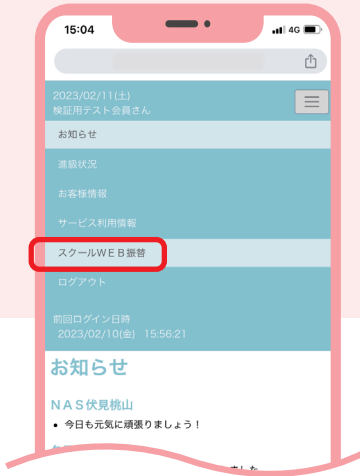 15:04
4G
2023/02/11(土)
検証用テスト会員さん
お知らせ
進級状況
お客様情報
サービス利用情報
スクールＷＥＢ振替
ログアウト
前回ログイン日時
2023/02/10(金) 15:56:21
お知らせ
ＮＡＳ伏見桃山
• 今日も元気に頑張りましょう！
ました